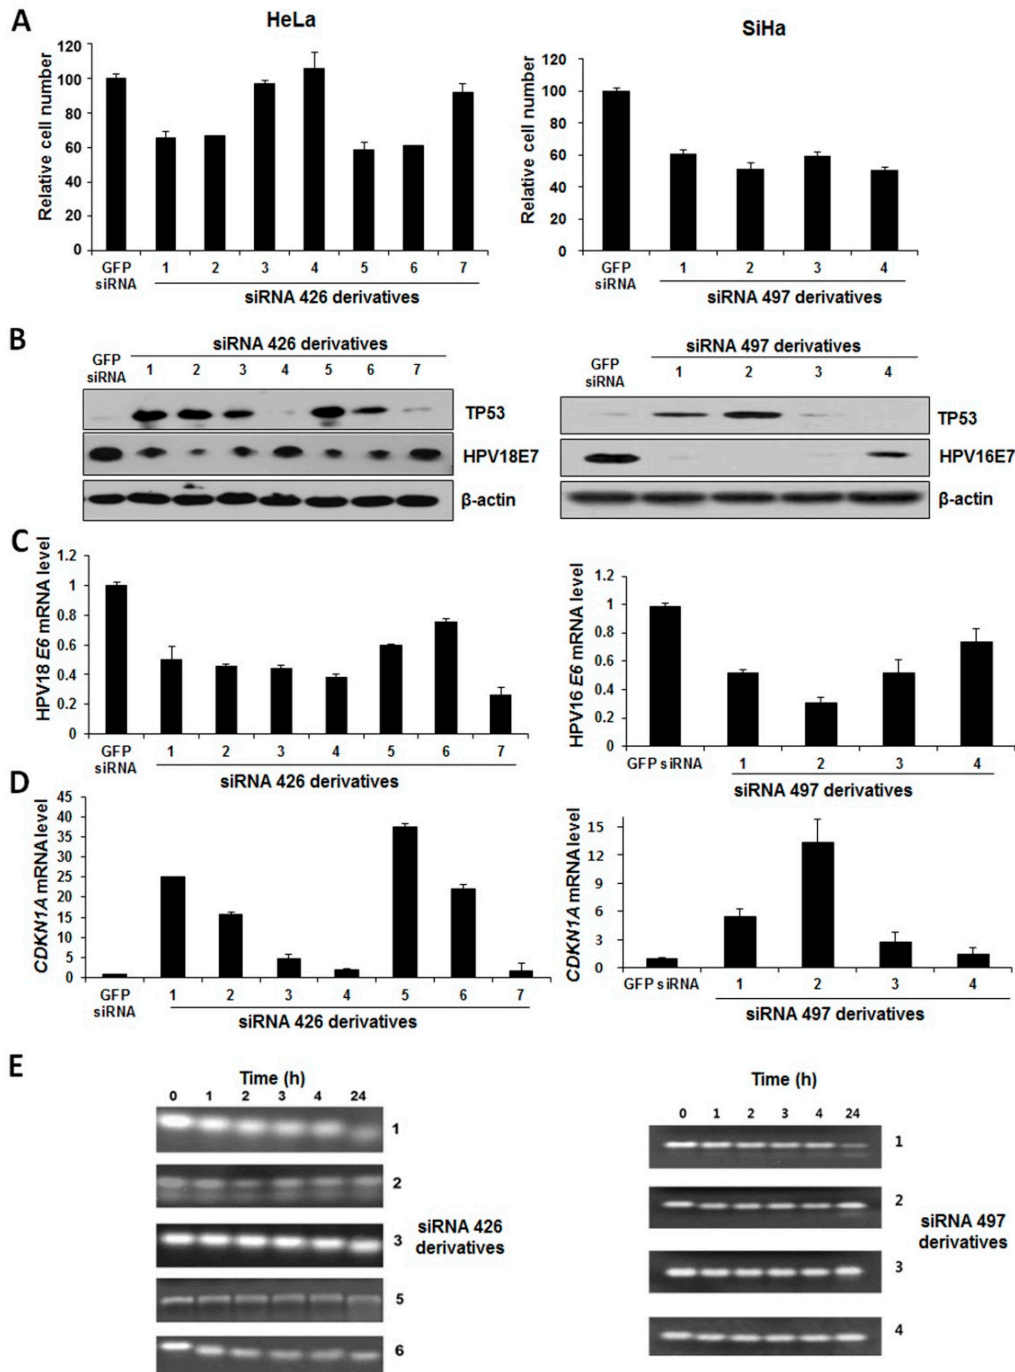 A
HeLa
SiHa
Relative cell number
120
100
80
60
40
20
0
GFP siRNA 1 2 3 4 5 6 7
siRNA 426 derivatives
Relative cell number
120
100
80
60
40
20
0
GFP siRNA 1 2 3 4
siRNA 497 derivatives
B
siRNA 426 derivatives
GFP siRNA 1 2 3 4 5 6 7
TP53
HPV18E7
β-actin
siRNA 497 derivatives
GFP siRNA 1 2 3 4
TP53
HPV16E7
β-actin
C
HPV18 E6 mRNA level
1.2
1
0.8
0.6
0.4
0.2
0
GFP siRNA 1 2 3 4 5 6 7
siRNA 426 derivatives
HPV16 E6 mRNA level
1.2
1
0.8
0.6
0.4
0.2
0
GFP siRNA 1 2 3 4
siRNA 497 derivatives
D
CDKN1A mRNA level
45
40
35
30
25
20
15
10
5
0
GFP siRNA 1 2 3 4 5 6 7
siRNA 426 derivatives
CDKN1A mRNA level
15
12
9
6
3
0
GFP siRNA 1 2 3 4
siRNA 497 derivatives
E
Time (h)
0 1 2 3 4 24
1
2
3
5
6
siRNA 426
derivatives
Time (h)
0 1 2 3 4 24
1
2
3
4
siRNA 497
derivatives